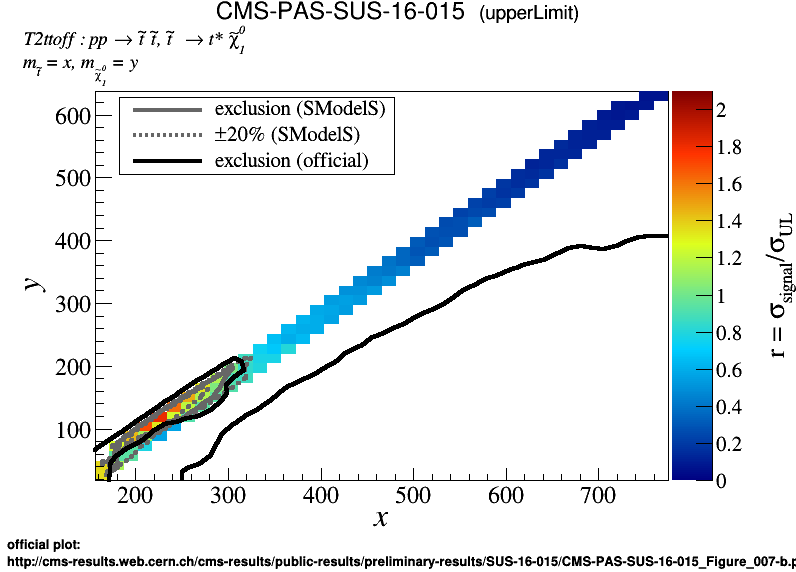 CMS-PAS-SUS-16-015 (upperLimit)
T2ttoff : pp → t̃ t̃, t̃ → t* χ̃⁰₁
m_t̃ = x, m_χ̃⁰₁ = y
exclusion (SModelS)
±20% (SModelS)
exclusion (official)
600
500
400
300
200
100
y
200 300 400 500 600 700
x
2
1.8
1.6
1.4
1.2
1
0.8
0.6
0.4
0.2
0
r = σ_signal/σ_UL
official plot:
http://cms-results.web.cern.ch/cms-results/public-results/preliminary-results/SUS-16-015/CMS-PAS-SUS-16-015_Figure_007-b.p